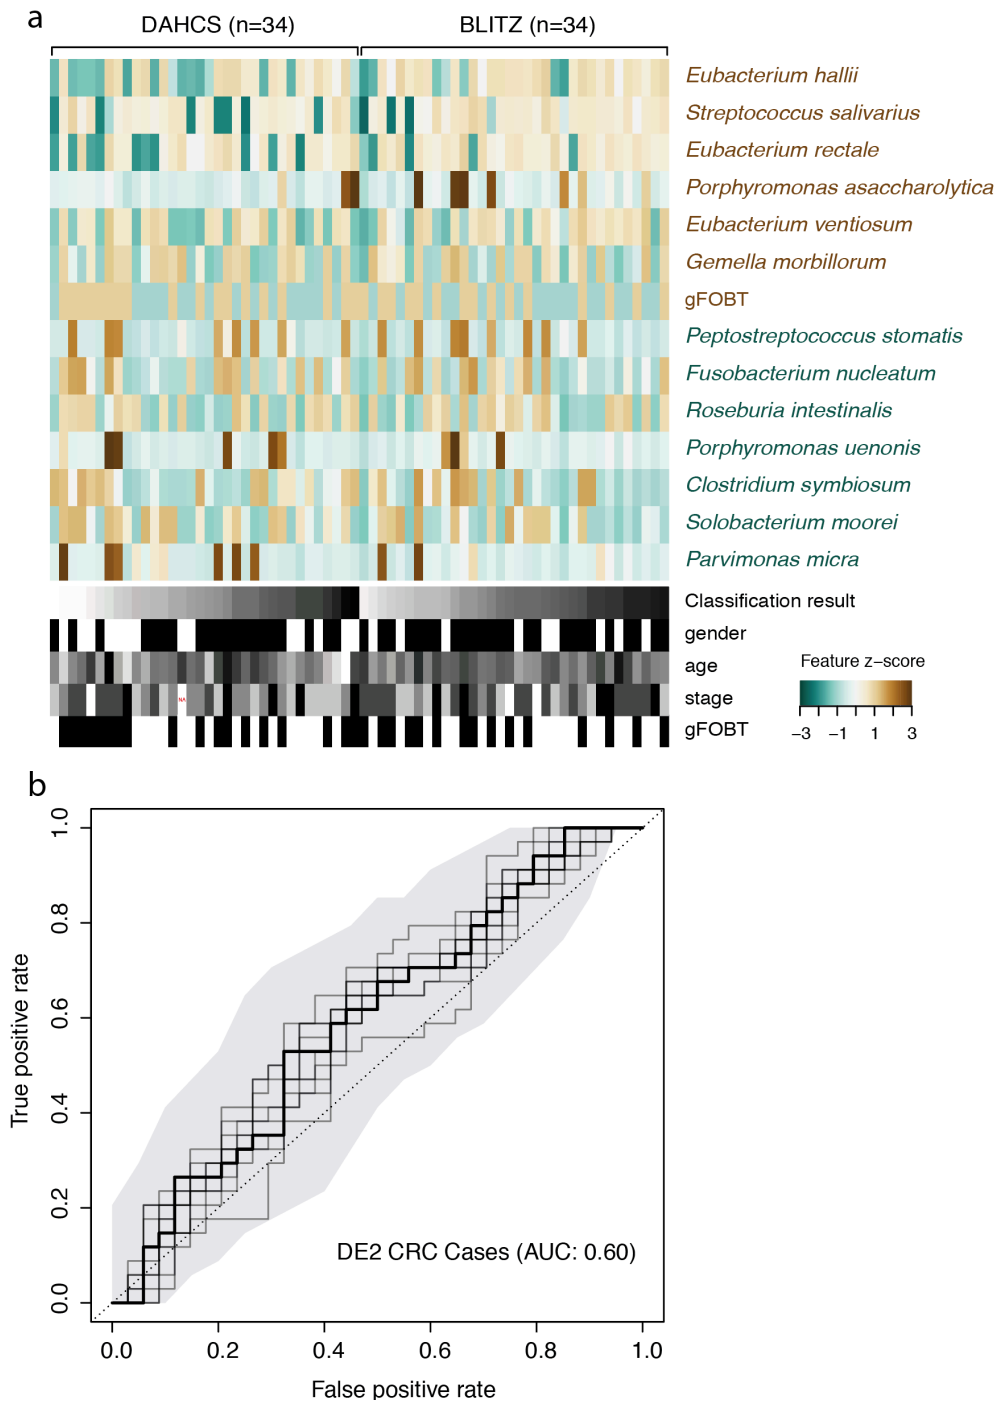 a
DAHCS (n=34)
BLITZ (n=34)
Eubacterium hallii
Streptococcus salivarius
Eubacterium rectale
Porphyromonas asaccharolytica
Eubacterium ventiosum
Gemella morbillorum
gFOBT
Peptostreptococcus stomatis
Fusobacterium nucleatum
Roseburia intestinalis
Porphyromonas uenonis
Clostridium symbiosum
Solobacterium moorei
Parvimonas micra
Classification result
gender
age
stage
gFOBT
NA
Feature z−score
−3 −1 1 3
b
True positive rate
0.0 0.2 0.4 0.6 0.8 1.0
DE2 CRC Cases (AUC: 0.60)
0.0 0.2 0.4 0.6 0.8 1.0
False positive rate